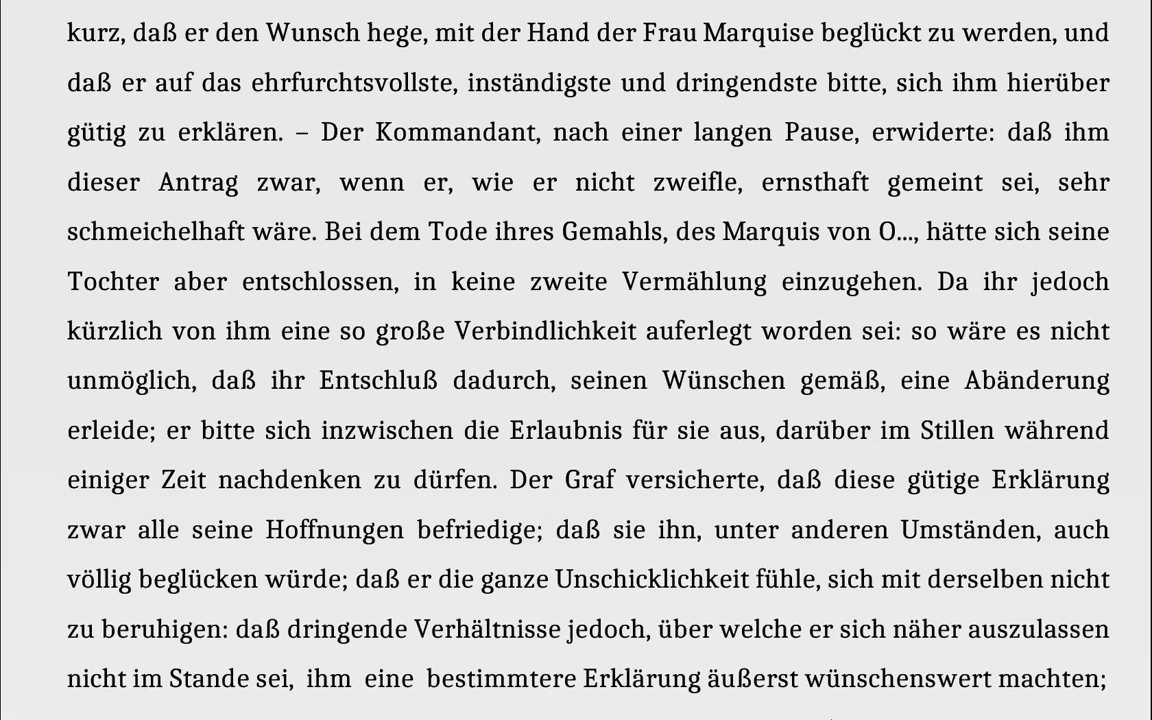 kurz, daß er den Wunsch hege, mit der Hand der Frau Marquise beglückt zu werden, und
daß er auf das ehrfurchtsvollste, inständigste und dringendste bitte, sich ihm hierüber
gütig zu erklären. – Der Kommandant, nach einer langen Pause, erwiderte: daß ihm
dieser Antrag zwar, wenn er, wie er nicht zweifle, ernsthaft gemeint sei, sehr
schmeichelhaft wäre. Bei dem Tode ihres Gemahls, des Marquis von O..., hätte sich seine
Tochter aber entschlossen, in keine zweite Vermählung einzugehen. Da ihr jedoch
kürzlich von ihm eine so große Verbindlichkeit auferlegt worden sei: so wäre es nicht
unmöglich, daß ihr Entschluß dadurch, seinen Wünschen gemäß, eine Abänderung
erleide; er bitte sich inzwischen die Erlaubnis für sie aus, darüber im Stillen während
einiger Zeit nachdenken zu dürfen. Der Graf versicherte, daß diese gütige Erklärung
zwar alle seine Hoffnungen befriedige; daß sie ihn, unter anderen Umständen, auch
völlig beglücken würde; daß er die ganze Unschicklichkeit fühle, sich mit derselben nicht
zu beruhigen: daß dringende Verhältnisse jedoch, über welche er sich näher auszulassen
nicht im Stande sei, ihm eine bestimmtere Erklärung äußerst wünschenswert machten;